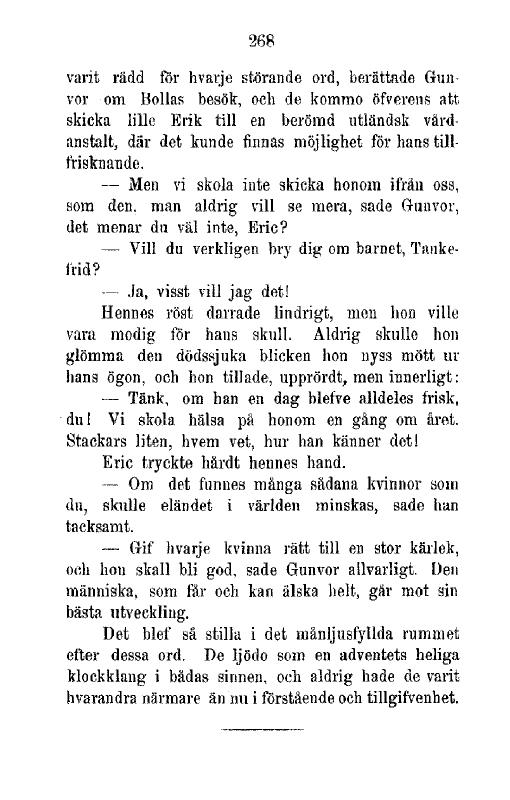 268
varit rädd för hvarje störande ord, berättade Gun-
vor om Bollas besök, och de kommo öfverens att
skicka lille Erik till en berömd utländsk vård-
anstalt, där det kunde finnas möjlighet för hans till-
frisknande.
— Men vi skola inte skicka honom ifrån oss,
som den, man aldrig vill se mera, sade Gunvor,
det menar du väl inte, Eric?
— Vill du verkligen bry dig om barnet, Tanke-
frid?
— Ja, visst vill jag det!
Hennes röst darrade lindrigt, men hon ville
vara modig för hans skull. Aldrig skulle hon
glömma den dödssjuka blicken hon nyss mött ur
hans ögon, och hon tillade, upprördt, men innerligt:
— Tänk, om han en dag blefve alldeles frisk,
du! Vi skola hälsa på honom en gång om året.
Stackars liten, hvem vet, hur han känner det!
Eric tryckte hårdt hennes hand.
— Om det funnes många sådana kvinnor som
du, skulle eländet i världen minskas, sade han
tacksamt.
— Gif hvarje kvinna rätt till en stor kärlek,
och hon skall bli god, sade Gunvor allvarligt. Den
människa, som får och kan älska helt, går mot sin
bästa utveckling.
Det blef så stilla i det månljusfyllda rummet
efter dessa ord. De ljödo som en adventets heliga
klockklang i bådas sinnen, och aldrig hade de varit
hvarandra närmare än nu i förstående och tillgifvenhet.